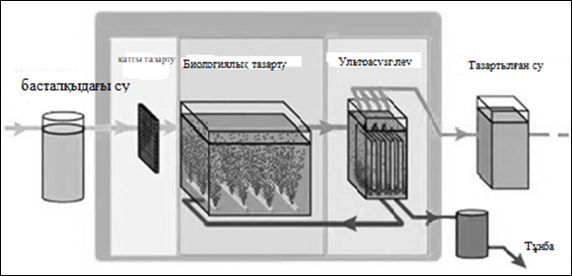 басталқыдағы су
қатты тазарту
Биологиялық тазарту
Тазартылған су
Тұнба